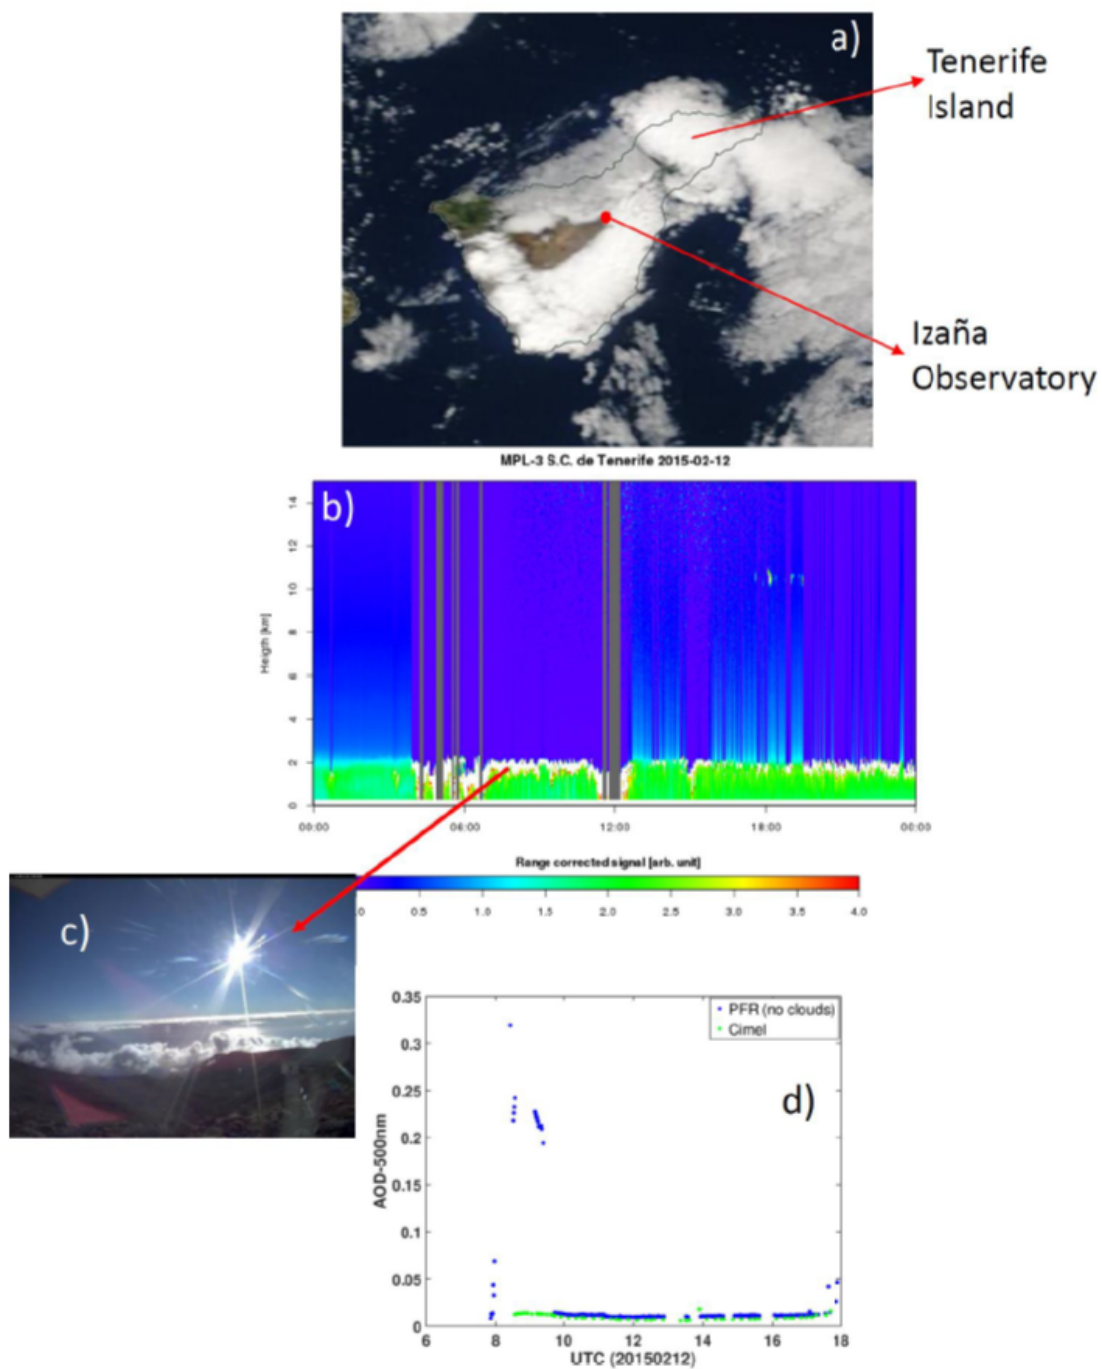 a)
Tenerife
Island
Izaña
Observatory
MPL-3 S.C. de Tenerife 2015-02-12
b)
Heigth [km]
14
12
10
8
6
4
2
0
00:00
06:00
12:00
18:00
00:00
Range corrected signal [arb. unit]
.0 0.5 1.0 1.5 2.0 2.5 3.0 3.5 4.0
c)
0.35
0.3
0.25
0.2
0.15
0.1
0.05
0
AOD-500nm
PFR (no clouds)
Cimel
d)
6 8 10 12 14 16 18
UTC (20150212)